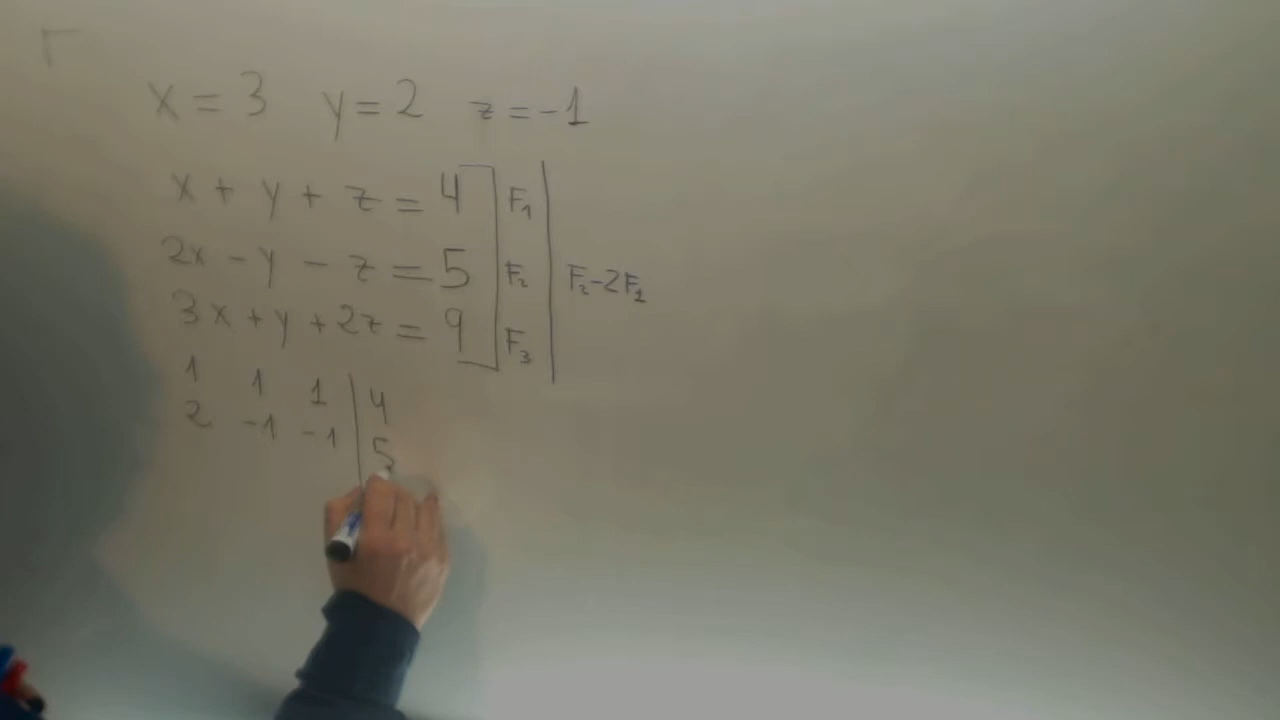 x = 3 y = 2 z = -1
x + y + z = 4 F₁
2x - y - z = 5 F₂ F₂-2F₁
3x + y + 2z = 9 F₃
1 1 1 | 4
2 -1 -1 | 5